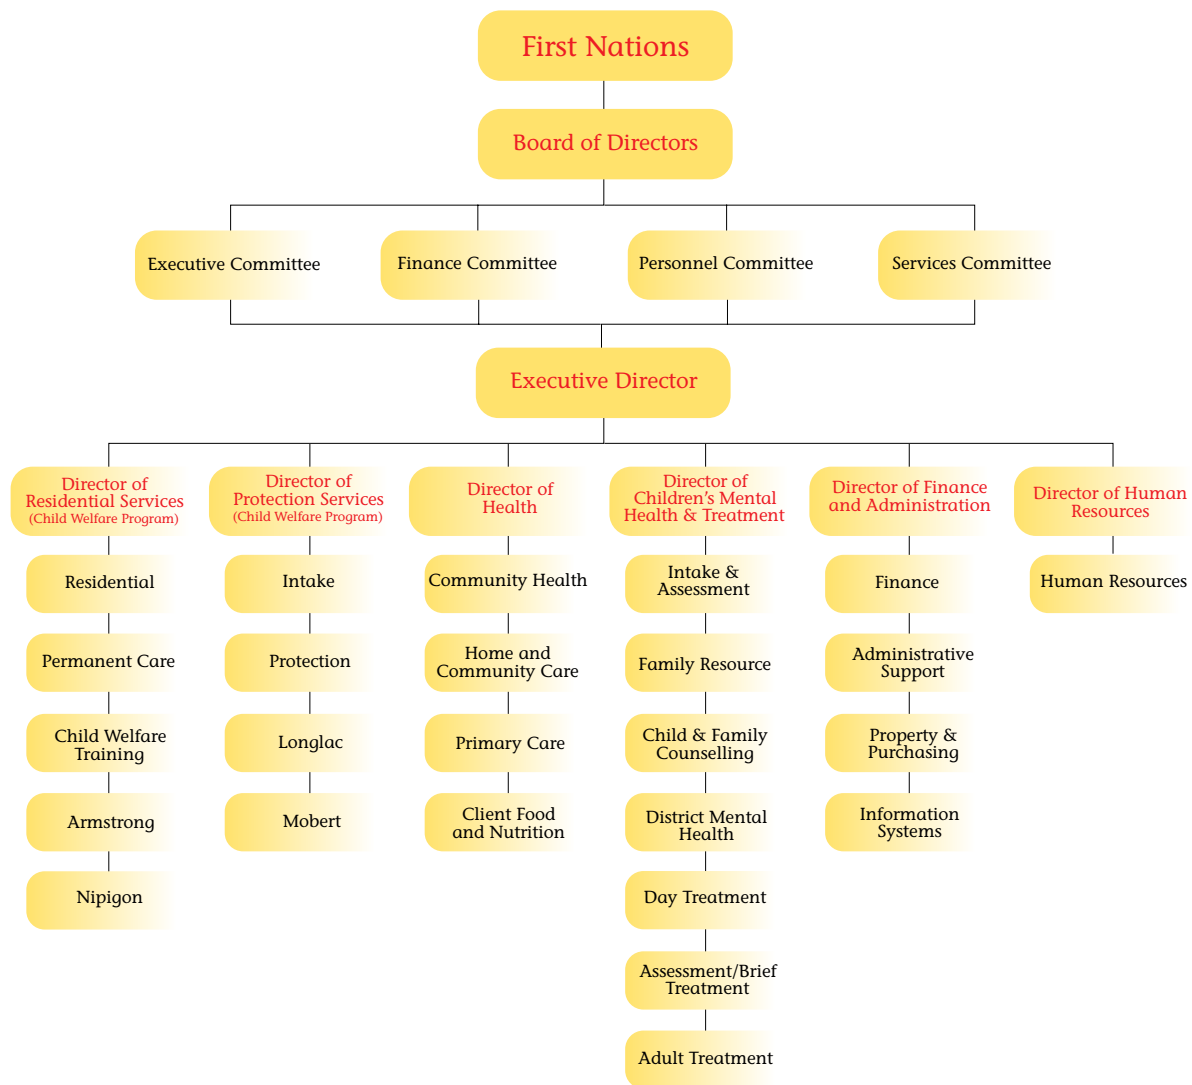 First Nations
Board of Directors
Executive Committee
Finance Committee
Personnel Committee
Services Committee
Executive Director
Director of
Residential Services
(Child Welfare Program)
Residential
Permanent Care
Child Welfare
Training
Armstrong
Nipigon
Director of
Protection Services
(Child Welfare Program)
Intake
Protection
Longlac
Mobert
Director of
Health
Community Health
Home and
Community Care
Primary Care
Client Food
and Nutrition
Director of
Children’s Mental
Health & Treatment
Intake &
Assessment
Family Resource
Child & Family
Counselling
District Mental
Health
Day Treatment
Assessment/Brief
Treatment
Adult Treatment
Director of Finance
and Administration
Finance
Administrative
Support
Property &
Purchasing
Information
Systems
Director of Human
Resources
Human Resources